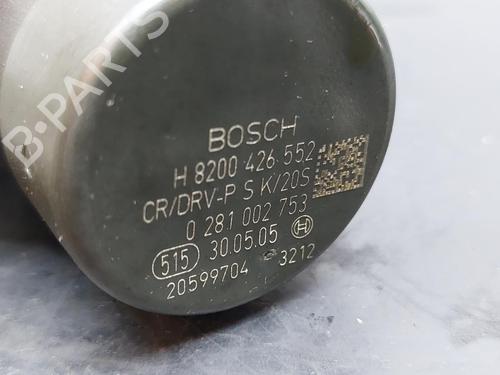 B-PARTS
BOSCH
H 8200 426 552
CR/DRV-P S K/20S
0 281 002 753
515 30.05.05
20599704 3212